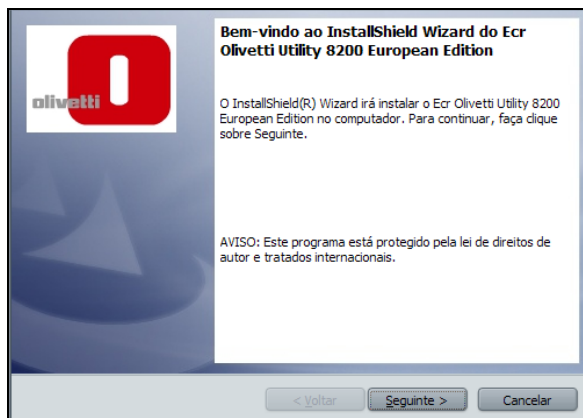 Bem-vindo ao InstallShield Wizard do Ecr
Olivetti Utility 8200 European Edition
olivetti
O InstallShield(R) Wizard irá instalar o Ecr Olivetti Utility 8200
European Edition no computador. Para continuar, faça clique
sobre Seguinte.
AVISO: Este programa está protegido pela lei de direitos de
autor e tratados internacionais.
< Voltar
Seguinte >
Cancelar